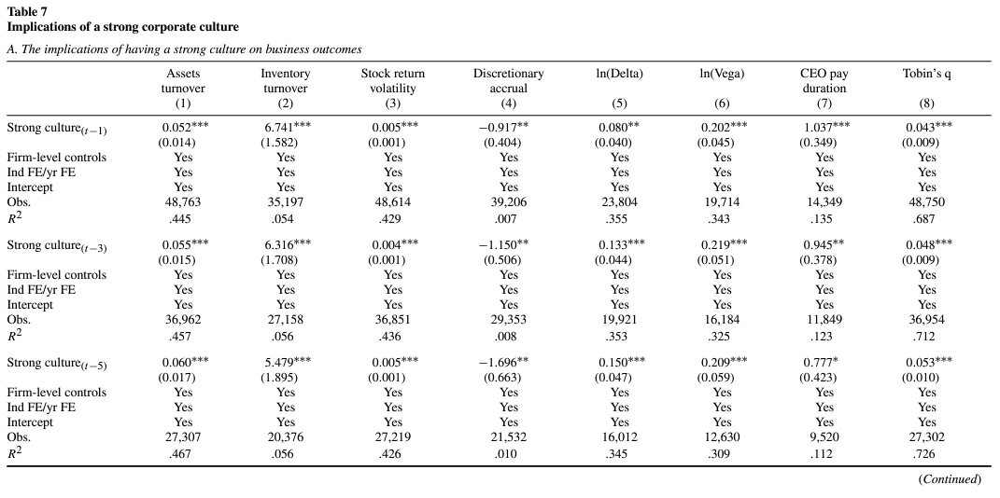 Table 7
Implications of a strong corporate culture
A. The implications of having a strong culture on business outcomes
Assets turnover (1) Inventory turnover (2) Stock return volatility (3) Discretionary accrual (4) ln(Delta) (5) ln(Vega) (6) CEO pay duration (7) Tobin's q (8)
Strong culture(t−1) 0.052*** 6.741*** 0.005*** −0.917** 0.080** 0.202*** 1.037*** 0.043***
(0.014) (1.582) (0.001) (0.404) (0.040) (0.045) (0.349) (0.009)
Firm-level controls Yes Yes Yes Yes Yes Yes Yes Yes
Ind FE/yr FE Yes Yes Yes Yes Yes Yes Yes Yes
Intercept Yes Yes Yes Yes Yes Yes Yes Yes
Obs. 48,763 35,197 48,614 39,206 23,804 19,714 14,349 48,750
R2 .445 .054 .429 .007 .355 .343 .135 .687
Strong culture(t−3) 0.055*** 6.316*** 0.004*** −1.150** 0.133*** 0.219*** 0.945** 0.048***
(0.015) (1.708) (0.001) (0.506) (0.044) (0.051) (0.378) (0.009)
Firm-level controls Yes Yes Yes Yes Yes Yes Yes Yes
Ind FE/yr FE Yes Yes Yes Yes Yes Yes Yes Yes
Intercept Yes Yes Yes Yes Yes Yes Yes Yes
Obs. 36,962 27,158 36,851 29,353 19,921 16,184 11,849 36,954
R2 .457 .056 .436 .008 .353 .325 .123 .712
Strong culture(t−5) 0.060*** 5.479*** 0.005*** −1.696** 0.150*** 0.209*** 0.777* 0.053***
(0.017) (1.895) (0.001) (0.663) (0.047) (0.059) (0.423) (0.010)
Firm-level controls Yes Yes Yes Yes Yes Yes Yes Yes
Ind FE/yr FE Yes Yes Yes Yes Yes Yes Yes Yes
Intercept Yes Yes Yes Yes Yes Yes Yes Yes
Obs. 27,307 20,376 27,219 21,532 16,012 12,630 9,520 27,302
R2 .467 .056 .426 .010 .345 .309 .112 .726
(Continued)